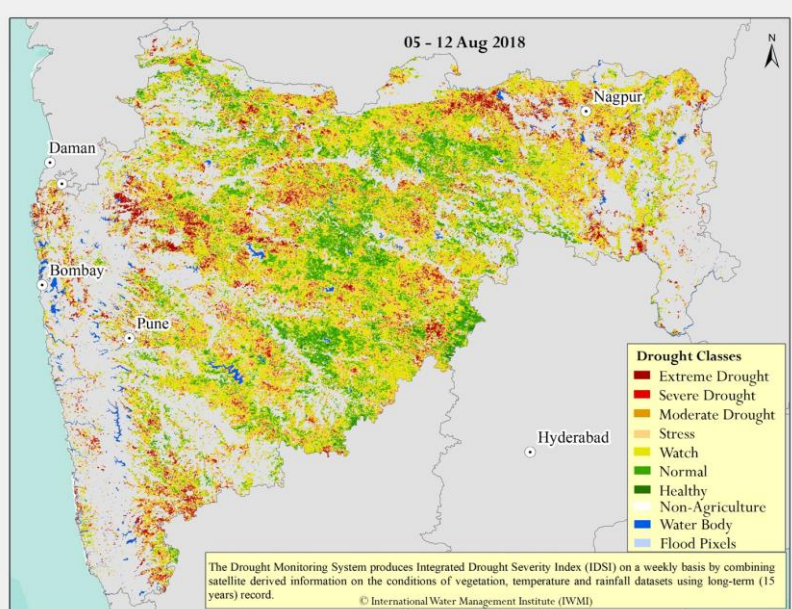 05 - 12 Aug 2018
N
Nagpur
Daman
Bombay
Pune
Hyderabad
Drought Classes
Extreme Drought
Severe Drought
Moderate Drought
Stress
Watch
Normal
Healthy
Non-Agriculture
Water Body
Flood Pixels
The Drought Monitoring System produces Integrated Drought Severity Index (IDSI) on a weekly basis by combining
satellite derived information on the conditions of vegetation, temperature and rainfall datasets using long-term (15
years) record.
© International Water Management Institute (IWMI)